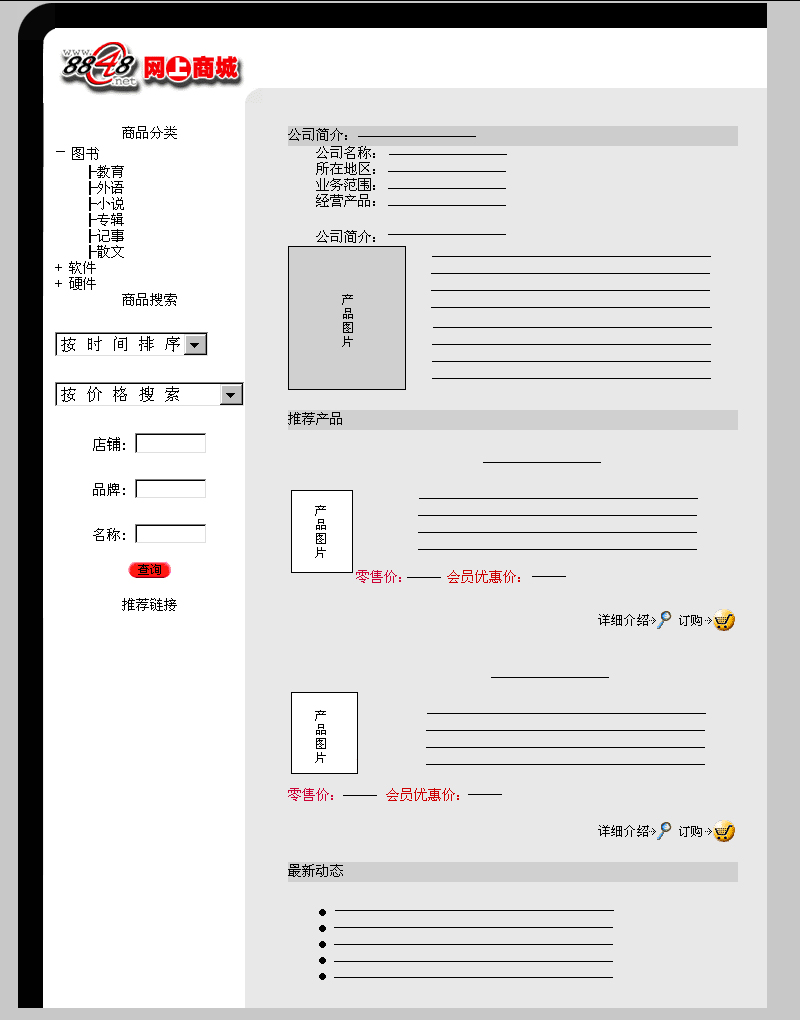 www.
8848 网上商城
.net
商品分类
一 图书
├教育
├外语
├小说
├专辑
├记事
├散文
+ 软件
+ 硬件
商品搜索
按时间排序
按价格搜索
店铺：
品牌：
名称：
查询
推荐链接
公司简介：
公司名称：
所在地区：
业务范围：
经营产品：
公司简介：
产
品
图
片
推荐产品
产
品
图
片
零售价： 会员优惠价：
详细介绍→ 订购→
产
品
图
片
零售价： 会员优惠价：
详细介绍→ 订购→
最新动态